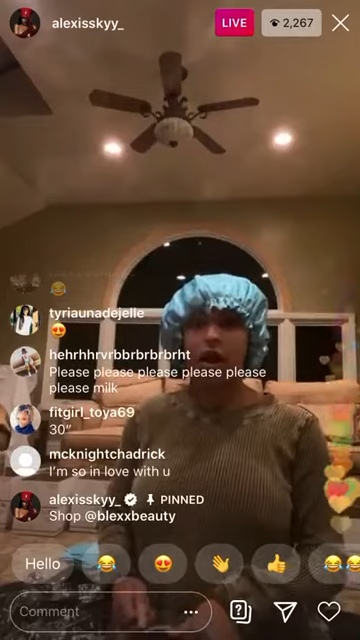 alexisskyy_
LIVE
2,267
tyriaunadejelle
hehrhhrvrbbrbrbrbrht
Please please please please please
please milk
fitgirl_toya69
30”
mcknightchadrick
I’m so in love with u
alexisskyy_ PINNED
Shop @blexxbeauty
Hello
Comment